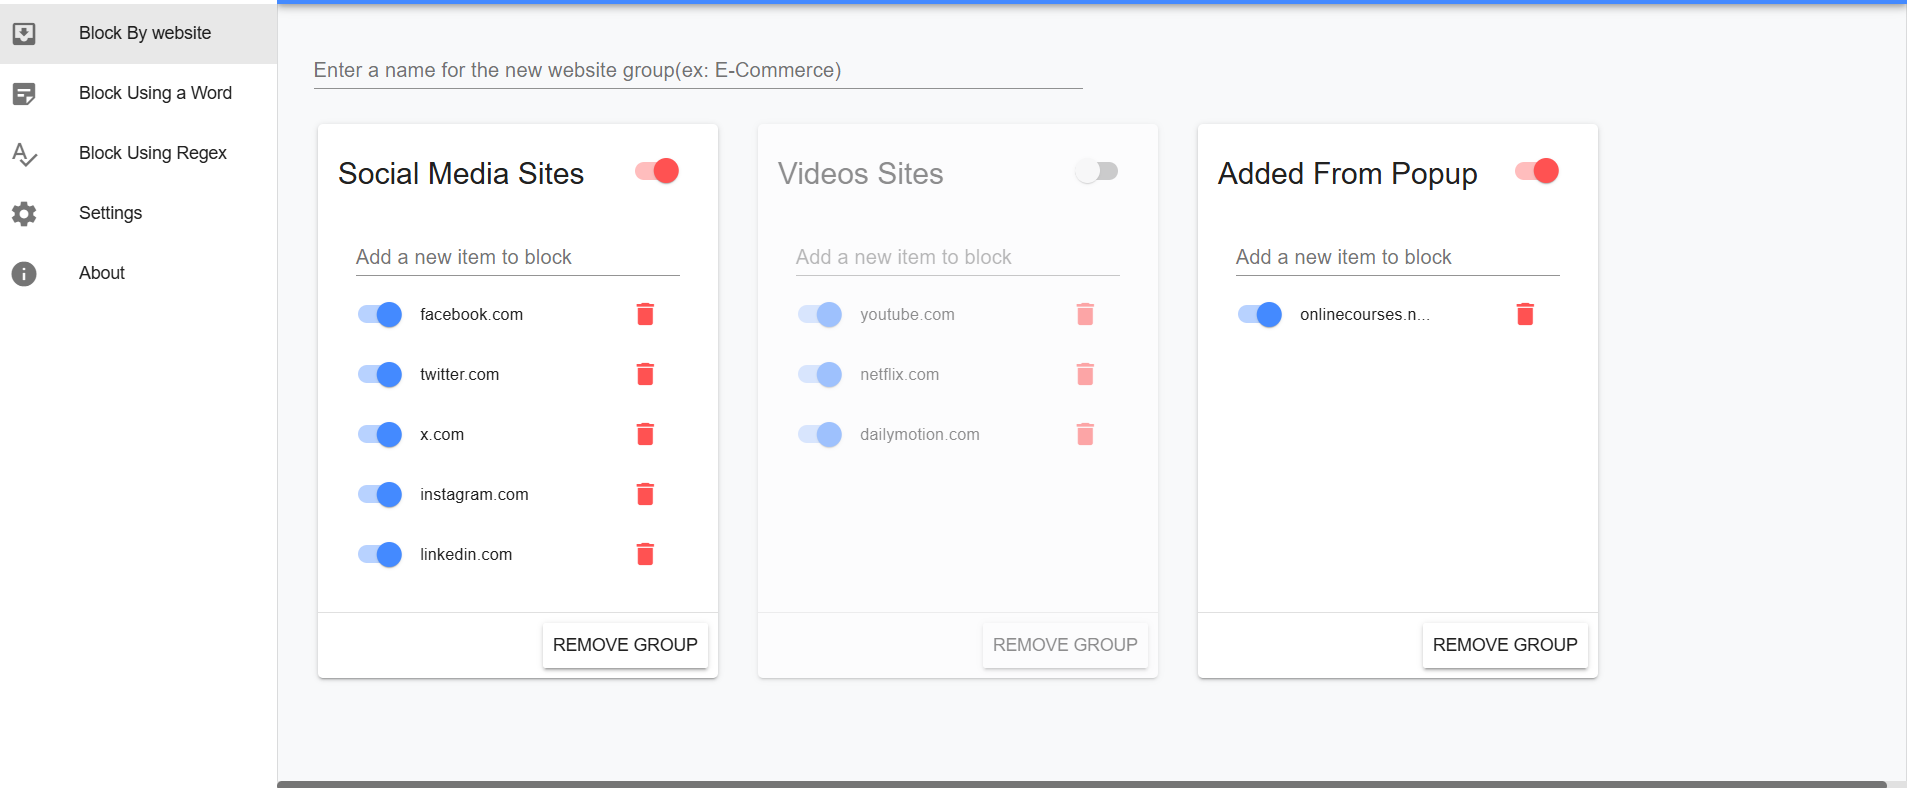 Block By website
Block Using a Word
Block Using Regex
Settings
About
Enter a name for the new website group(ex: E-Commerce)
Social Media Sites
Add a new item to block
facebook.com
twitter.com
x.com
instagram.com
linkedin.com
REMOVE GROUP
Videos Sites
Add a new item to block
youtube.com
netflix.com
dailymotion.com
REMOVE GROUP
Added From Popup
Add a new item to block
onlinecourses.n...
REMOVE GROUP